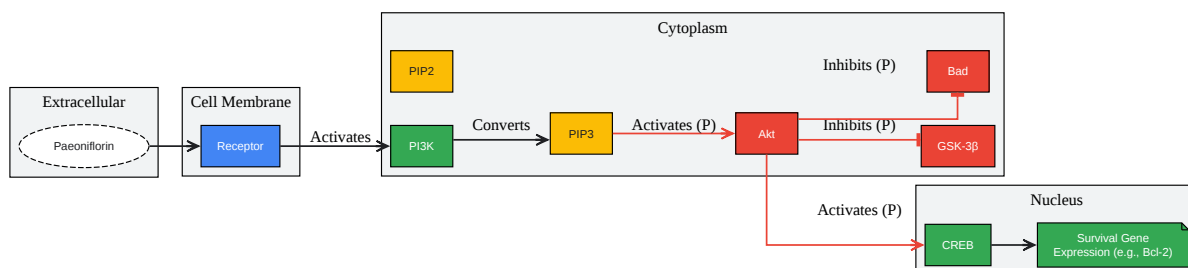 Cytoplasm
PIP2
Inhibits (P)
Bad
Extracellular
Cell Membrane
Paeoniflorin
Receptor
Activates
PI3K
Converts
PIP3
Activates (P)
Akt
Inhibits (P)
GSK-3β
Nucleus
Activates (P)
CREB
Survival Gene
Expression (e.g., Bcl-2)